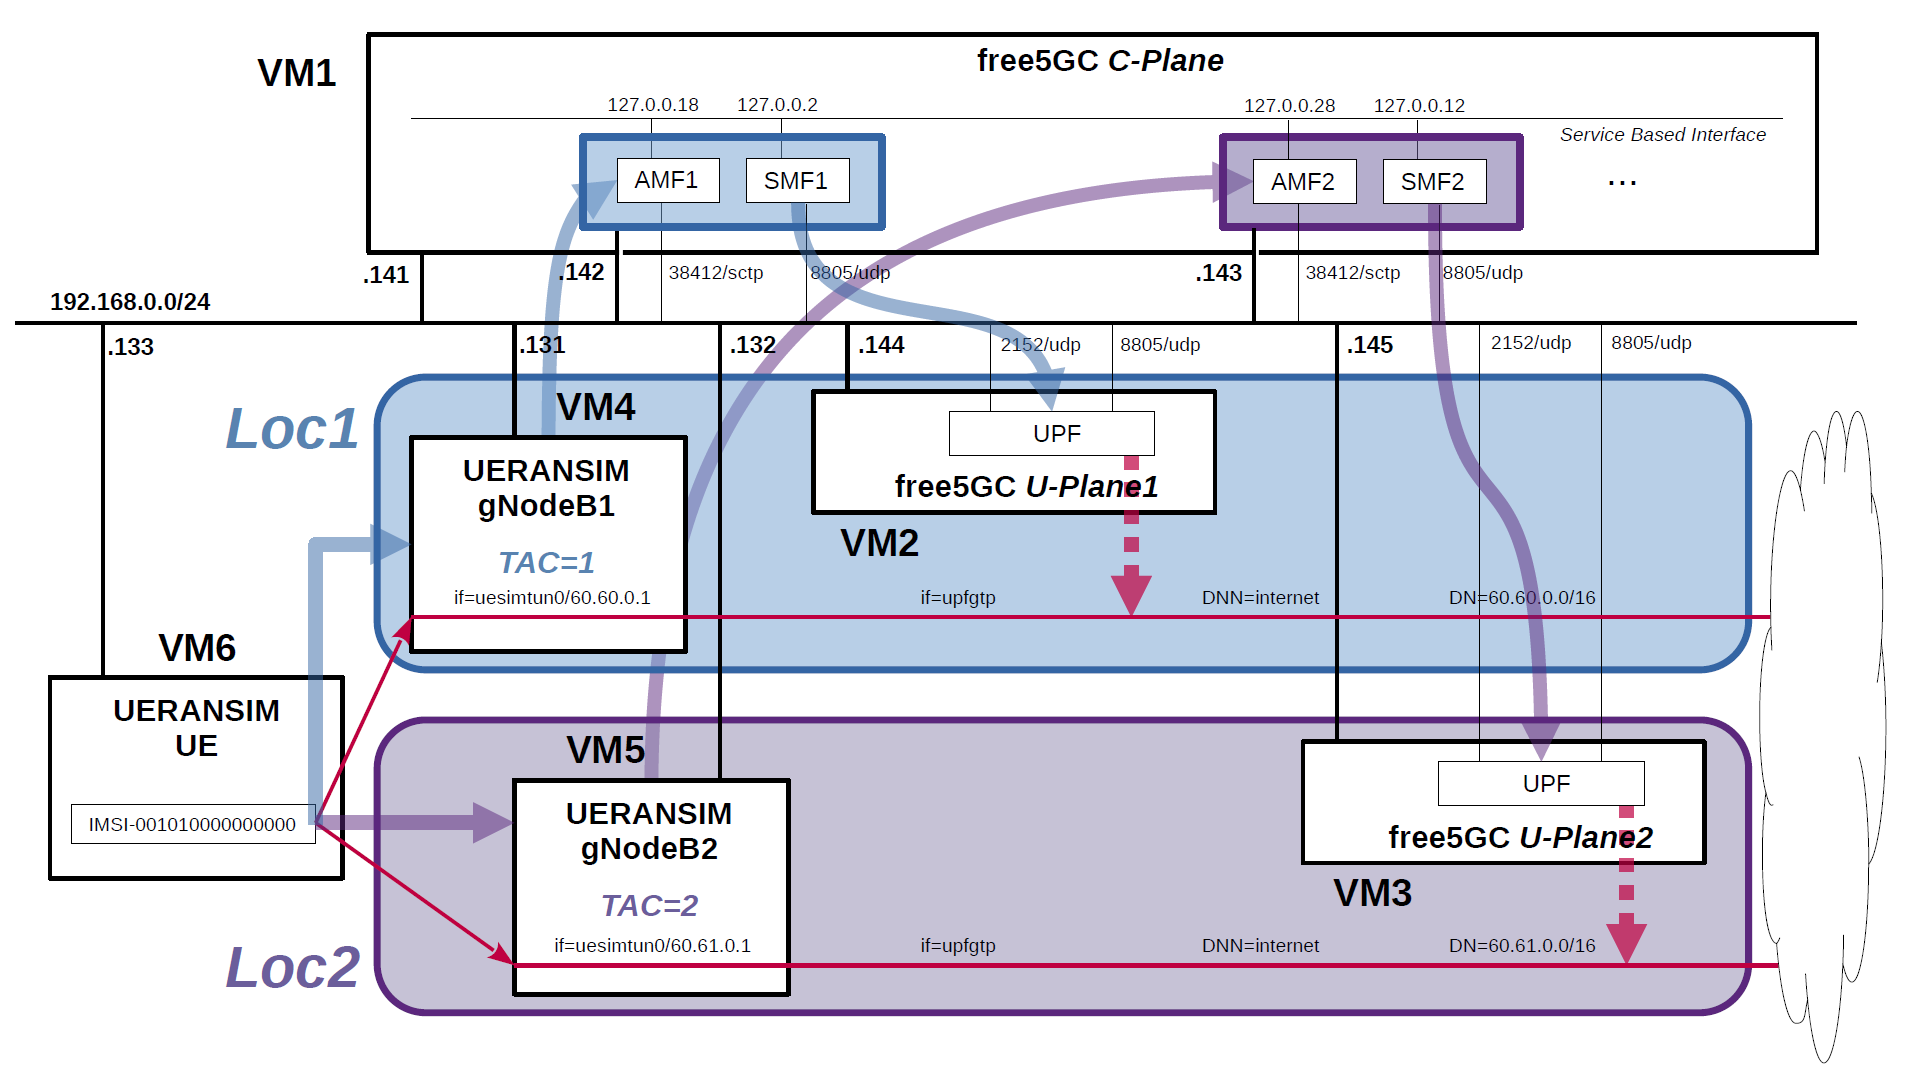 VM1
free5GC C-Plane
127.0.0.18
127.0.0.2
127.0.0.28
127.0.0.12
Service Based Interface
AMF1
SMF1
AMF2
SMF2
...
.141
.142
38412/sctp
8805/udp
.143
38412/sctp
8805/udp
192.168.0.0/24
.133
.131
.132
.144
2152/udp
8805/udp
.145
2152/udp
8805/udp
Loc1
VM4
UERANSIM
gNodeB1
TAC=1
if=uesimtun0/60.60.0.1
UPF
free5GC U-Plane1
VM2
if=upfgtp
DNN=internet
DN=60.60.0.0/16
VM6
UERANSIM
UE
IMSI-001010000000000
Loc2
VM5
UERANSIM
gNodeB2
TAC=2
if=uesimtun0/60.61.0.1
UPF
free5GC U-Plane2
VM3
if=upfgtp
DNN=internet
DN=60.61.0.0/16